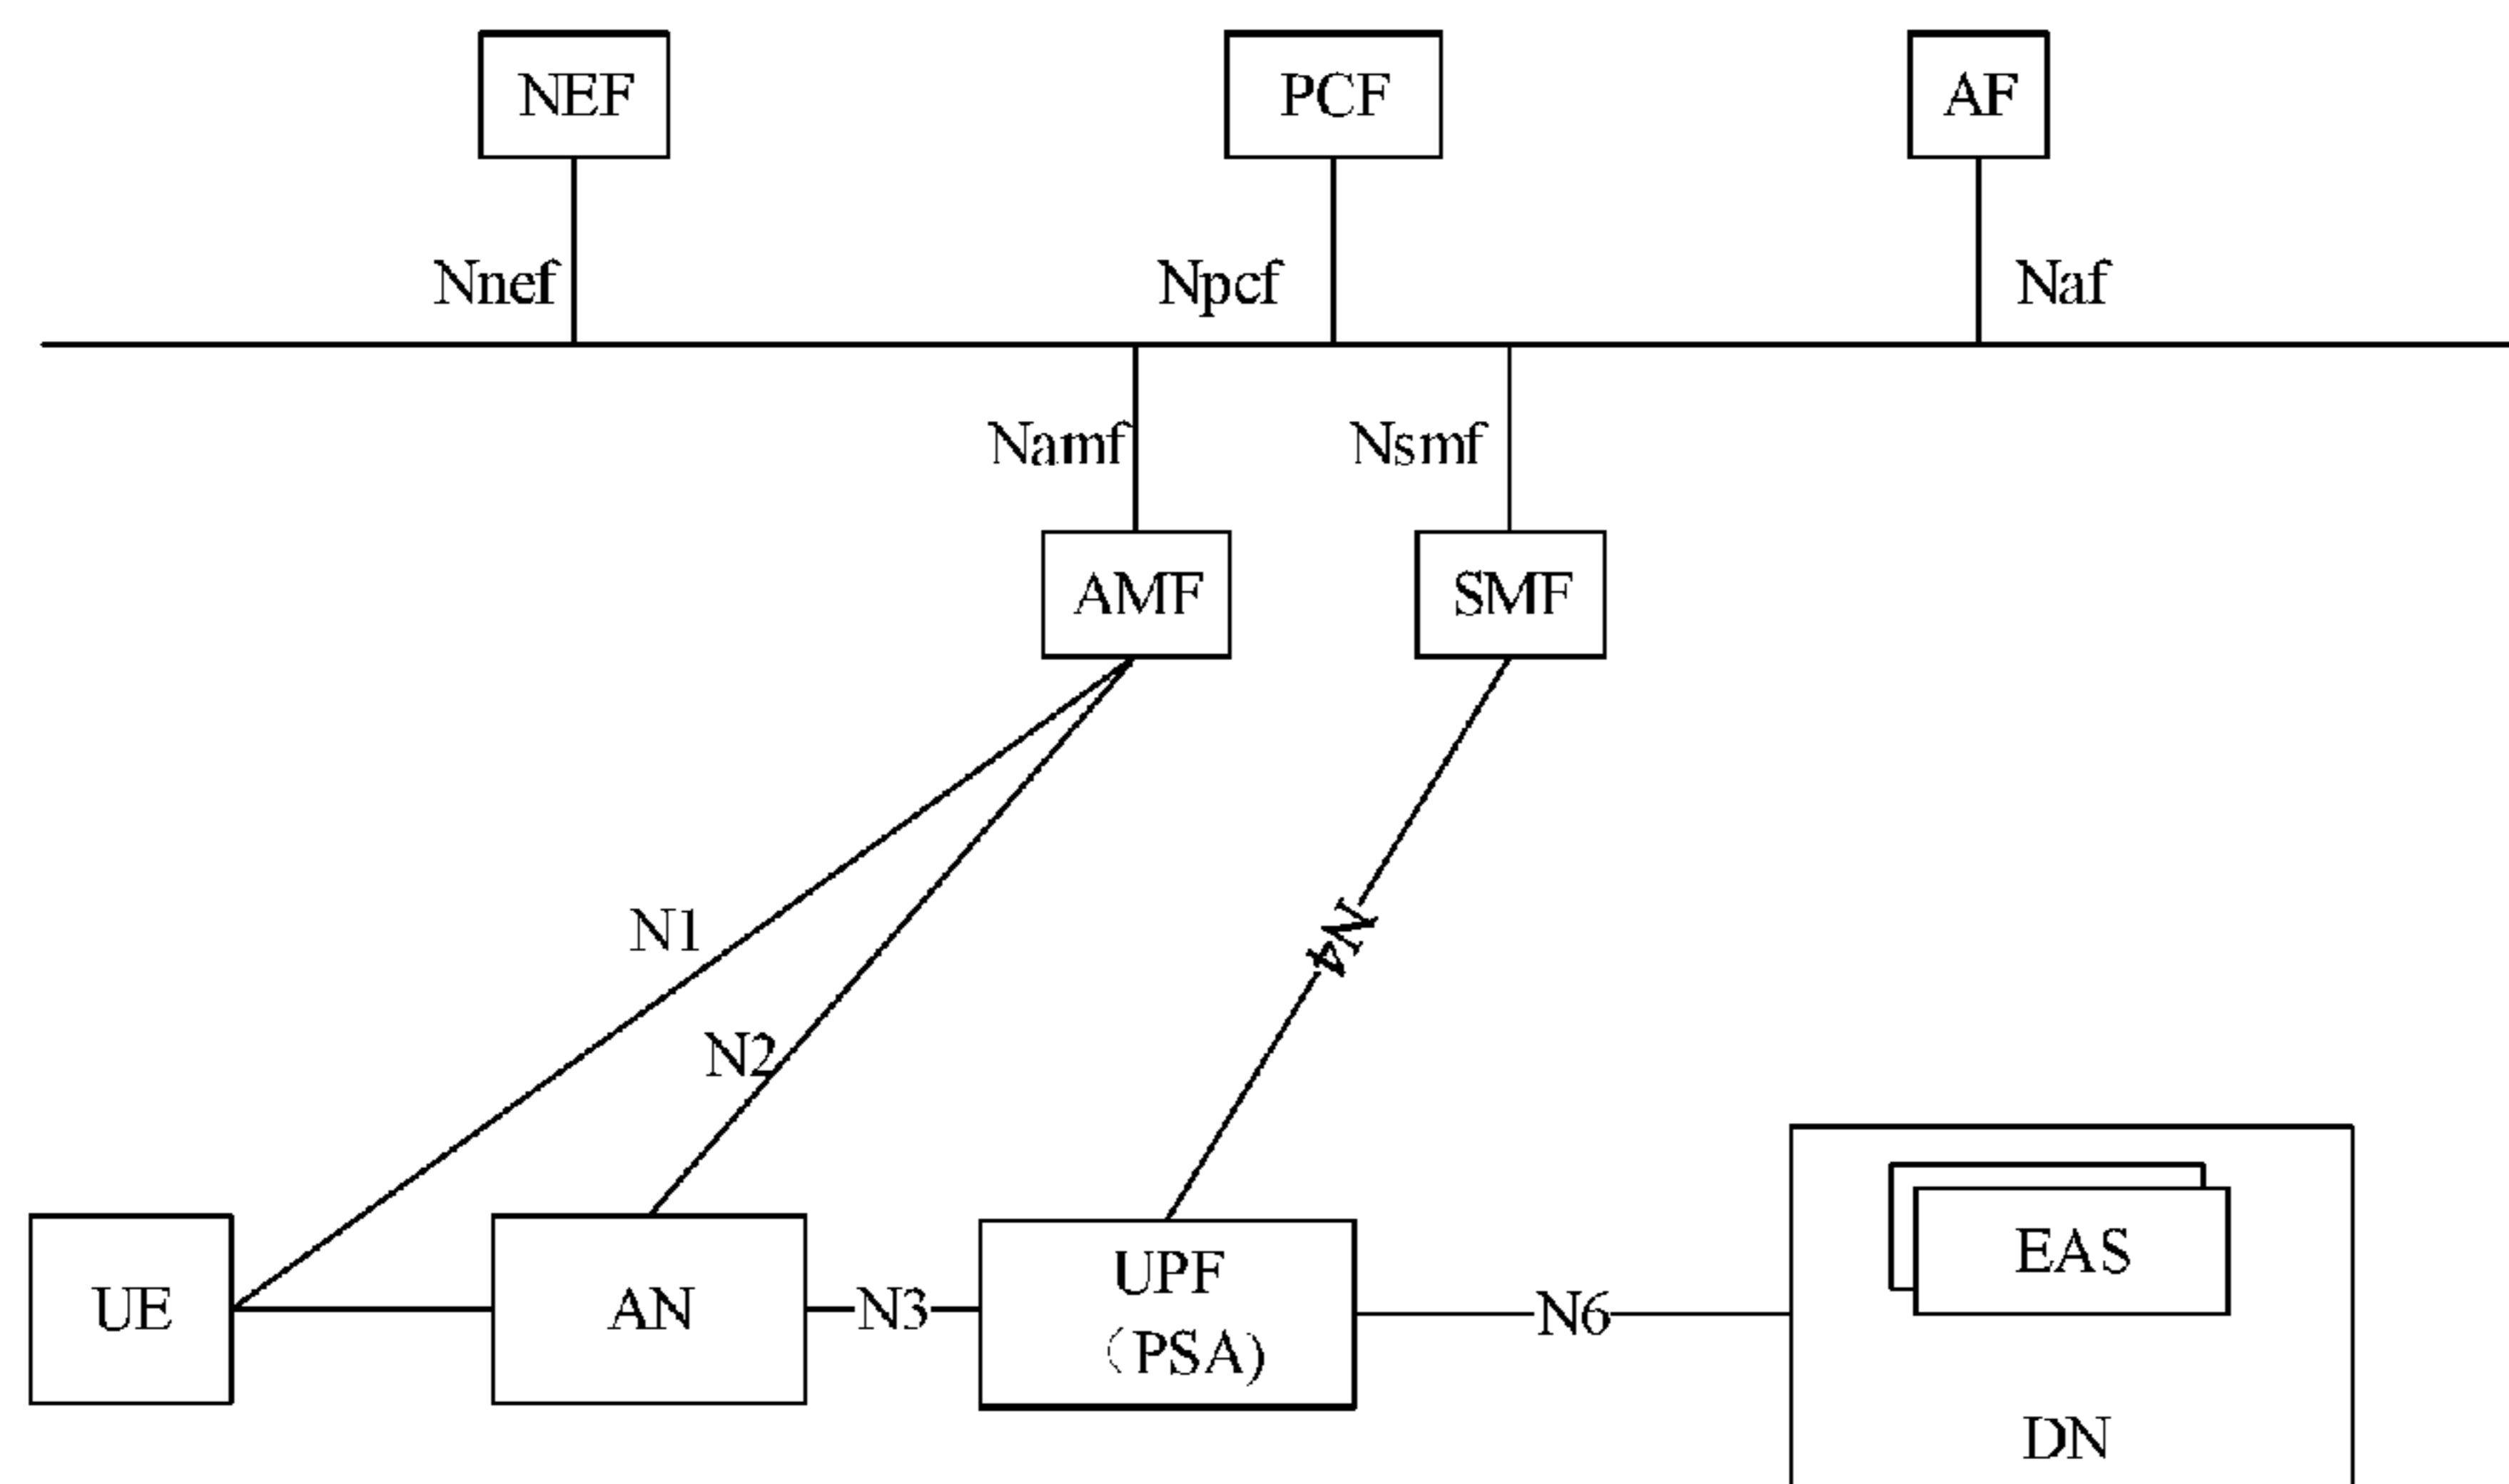 NEF
PCF
AF
Nnef
Npcf
Naf
Namf
Nsmf
AMF
SMF
N1
N4
N2
UE
AN
N3
UPF
（PSA)
N6
EAS
DN